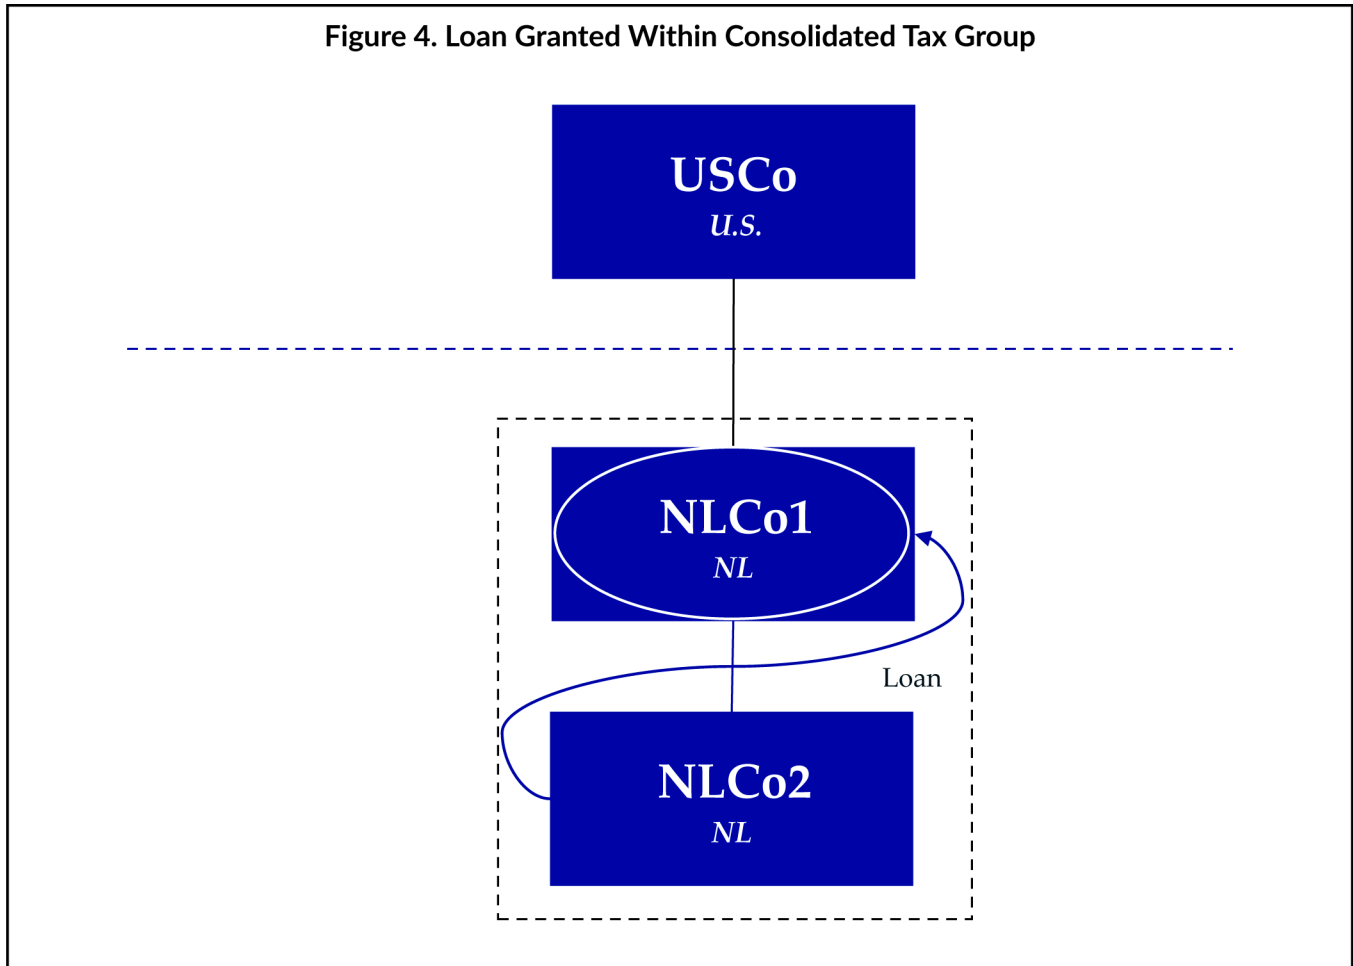 Figure 4. Loan Granted Within Consolidated Tax Group
USCo
U.S.
NLCo1
NL
Loan
NLCo2
NL